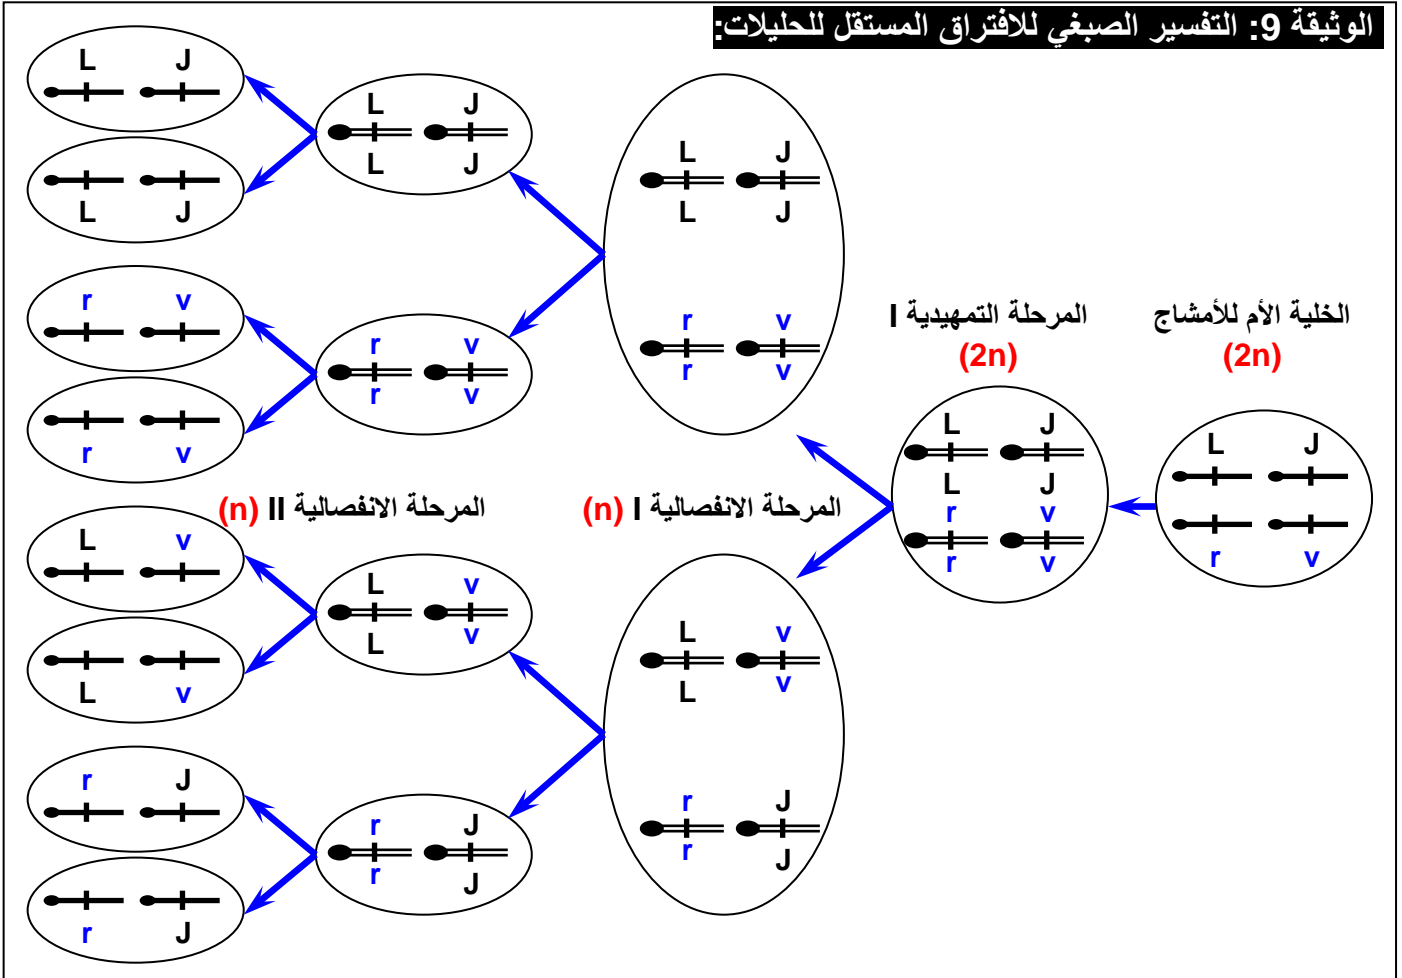 الوثيقة 9: التفسير الصبغي للافتراق المستقل للحليلات:
الخلية الأم للأمشاج
(2n)
L J
r v
المرحلة التمهيدية I
(2n)
L J
L J
r v
r v
المرحلة الانفصالية I (n)
L J
L J
r v
r v
L v
L v
r J
r J
المرحلة الانفصالية II (n)
L J
L J
r v
r v
L v
L v
r J
r J
L J
L J
r v
r v
L v
L v
r J
r J